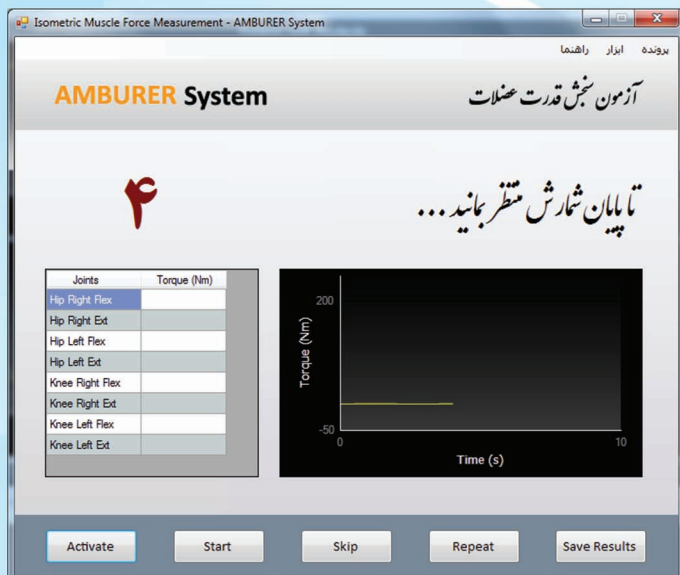 Isometric Muscle Force Measurement - AMBURER System
پرونده ابزار راهنما
AMBURER System
آزمون سنجش قدرت عضلات
۴
تا پایان شمارش منتظر بمانید ...
Joints Torque (Nm)
Hip Right Flex
Hip Right Ext
Hip Left Flex
Hip Left Ext
Knee Right Flex
Knee Right Ext
Knee Left Flex
Knee Left Ext
Torque (Nm)
200
-50
0 10
Time (s)
Activate Start Skip Repeat Save Results